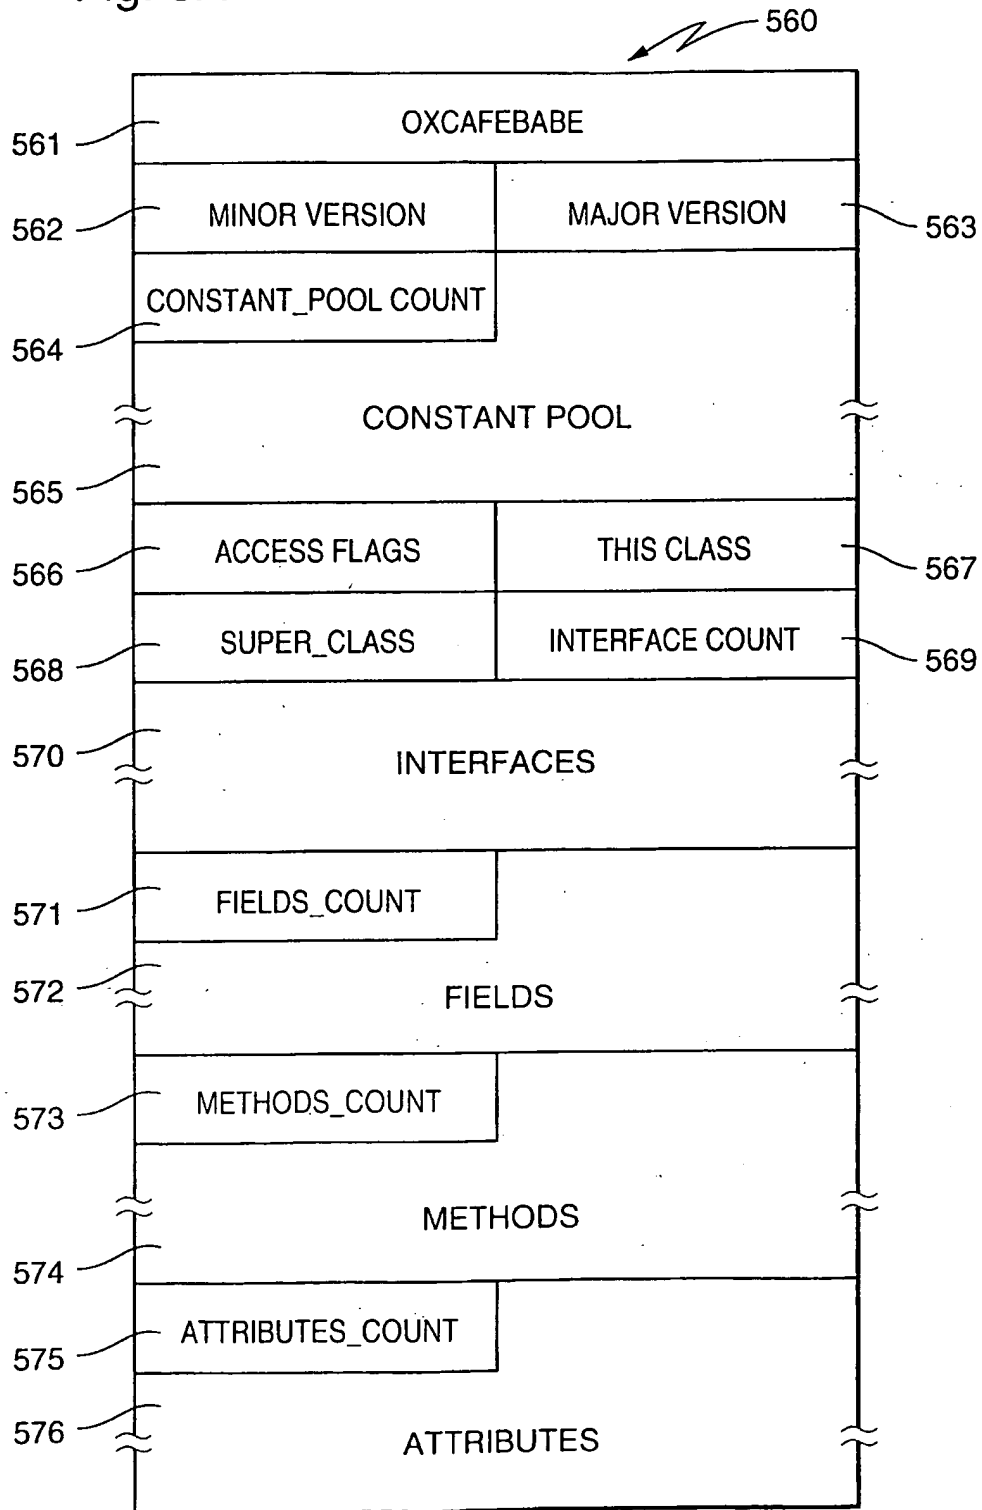 560
561 OXCAFEBABE
562 MINOR VERSION MAJOR VERSION 563
CONSTANT_POOL COUNT
564
CONSTANT POOL
565
566 ACCESS FLAGS THIS CLASS 567
568 SUPER_CLASS INTERFACE COUNT 569
570 INTERFACES
571 FIELDS_COUNT
572 FIELDS
573 METHODS_COUNT
METHODS
574
575 ATTRIBUTES_COUNT
576 ATTRIBUTES